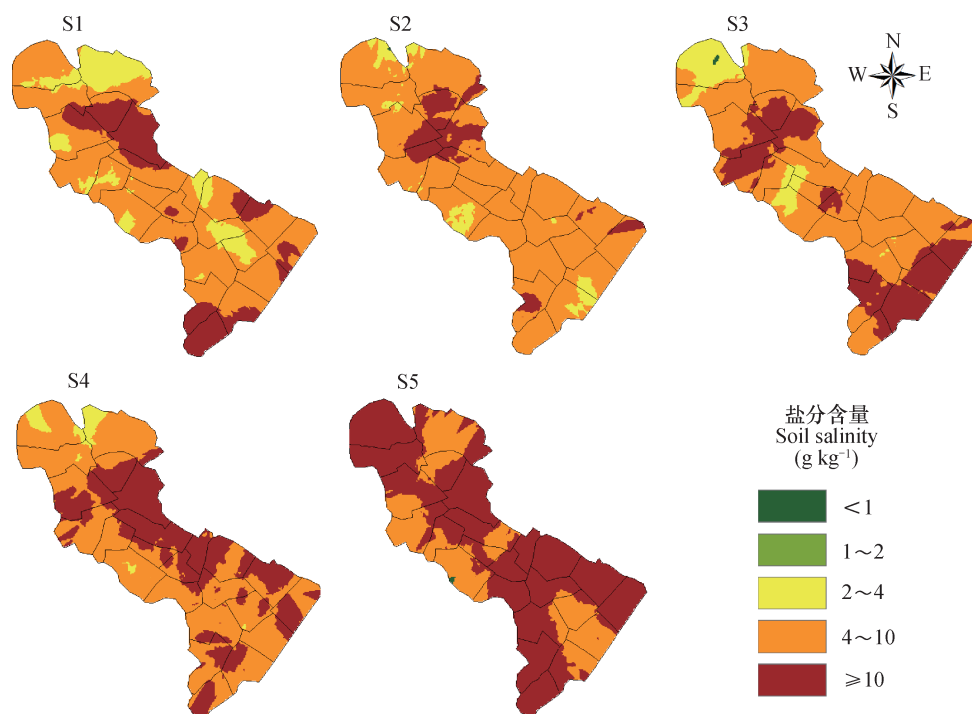 S1
S2
S3
N
W E
S
S4
S5
盐分含量
Soil salinity
(g kg⁻¹)
<1
1～2
2～4
4～10
≥10